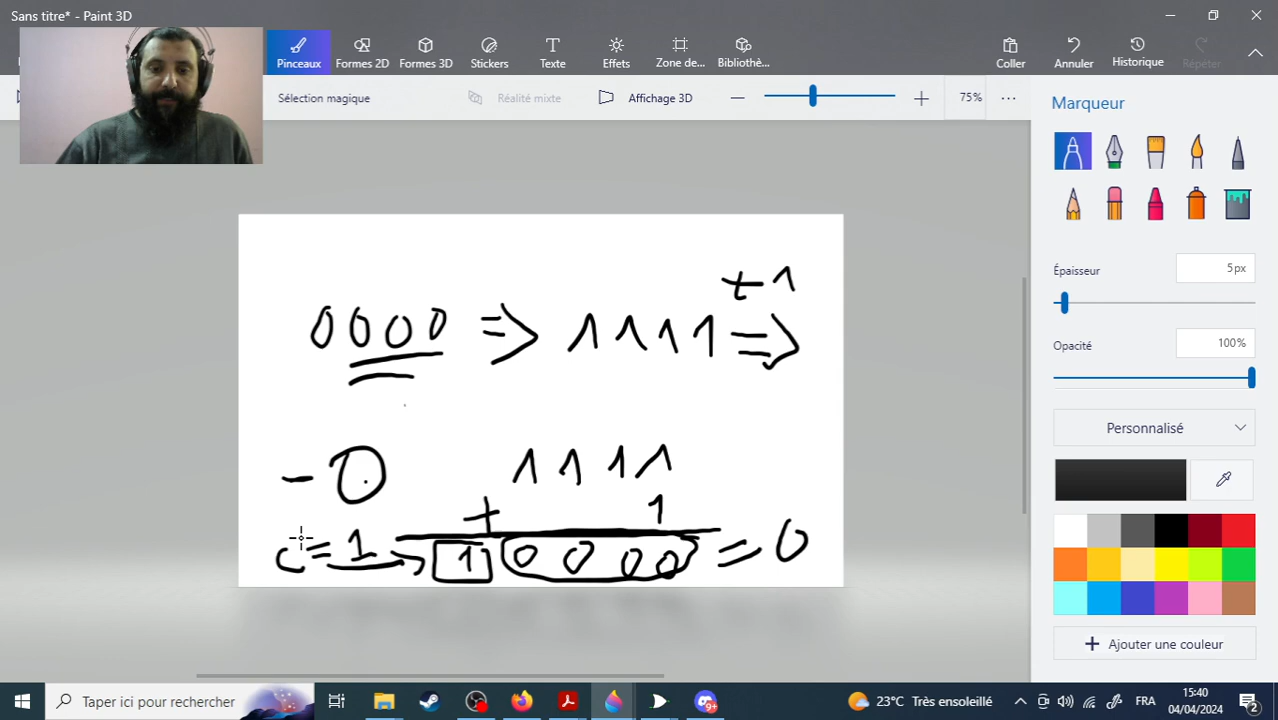 Sans titre* - Paint 3D
Pinceaux Formes 2D Formes 3D Stickers Texte Effets Zone de... Bibliothè... Coller Annuler Historique Répéter
Sélection magique Réalité mixte Affichage 3D 75%
Marqueur
Épaisseur 5px
Opacité 100%
Personnalisé
Ajouter une couleur
+ 1
0000 => 1111 =>
- 0 1111
+ 1
c = 1 → 1 0000 = 0
Taper ici pour rechercher
23°C Très ensoleillé FRA 15:40
04/04/2024 2